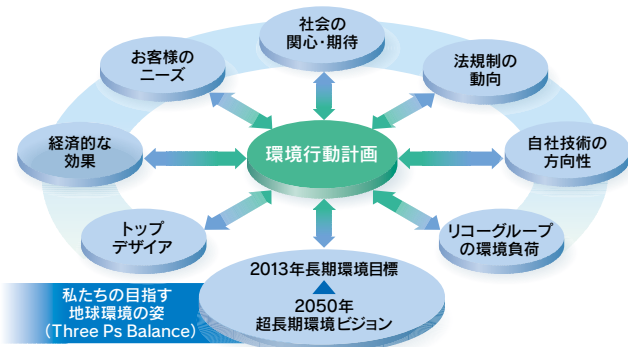 社会の
関心・期待
お客様の
ニーズ
法規制の
動向
経済的な
効果
環境行動計画
自社技術の
方向性
トップ
デザイア
リコーグループ
の環境負荷
2013年長期環境目標
2050年
超長期環境ビジョン
私たちの目指す
地球環境の姿
（Three Ps Balance）